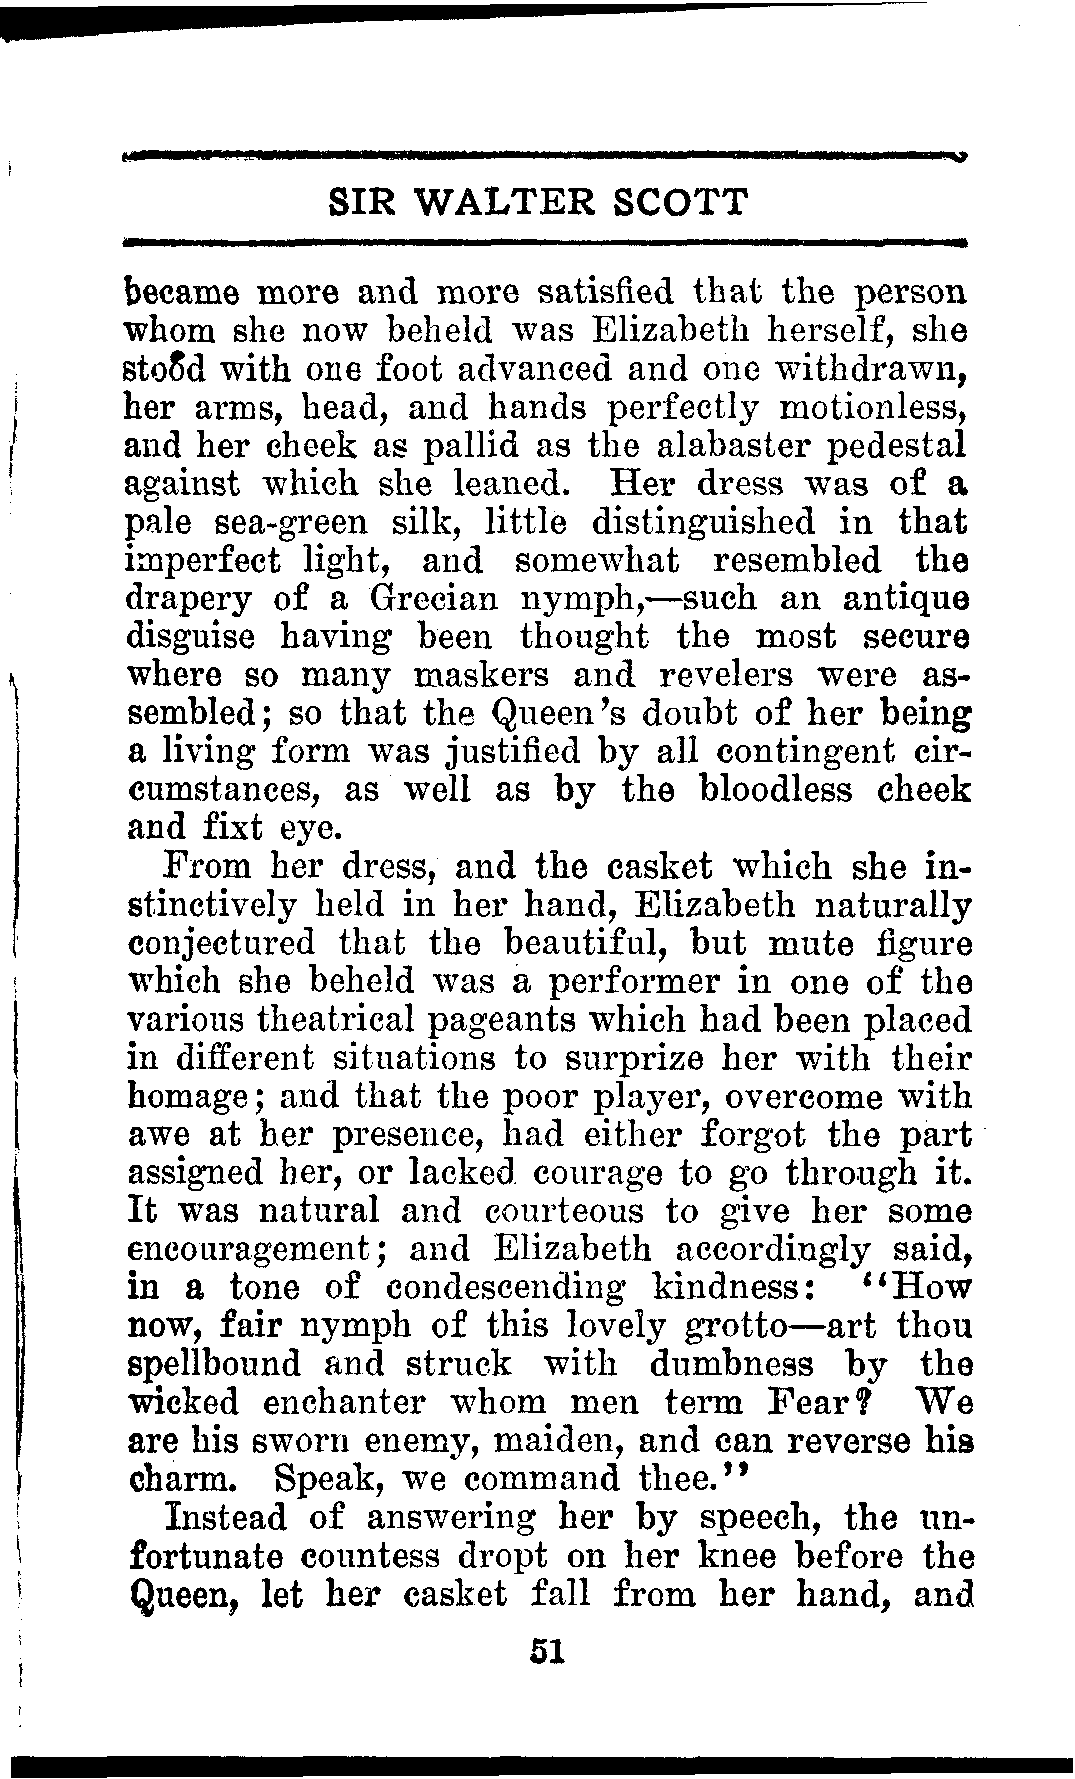 SIR WALTER SCOTT
became more and more satisfied that the person
whom she now beheld was Elizabeth herself, she
stood with one foot advanced and one withdrawn,
her arms, head, and hands perfectly motionless,
and her cheek as pallid as the alabaster pedestal
against which she leaned. Her dress was of a
pale sea-green silk, little distinguished in that
imperfect light, and somewhat resembled the
drapery of a Grecian nymph,—such an antique
disguise having been thought the most secure
where so many maskers and revelers were as-
sembled; so that the Queen's doubt of her being
a living form was justified by all contingent cir-
cumstances, as well as by the bloodless cheek
and fixt eye.
From her dress, and the casket which she in-
stinctively held in her hand, Elizabeth naturally
conjectured that the beautiful, but mute figure
which she beheld was a performer in one of the
various theatrical pageants which had been placed
in different situations to surprize her with their
homage; and that the poor player, overcome with
awe at her presence, had either forgot the part
assigned her, or lacked courage to go through it.
It was natural and courteous to give her some
encouragement; and Elizabeth accordingly said,
in a tone of condescending kindness: "How
now, fair nymph of this lovely grotto—art thou
spellbound and struck with dumbness by the
wicked enchanter whom men term Fear? We
are his sworn enemy, maiden, and can reverse his
charm. Speak, we command thee."
Instead of answering her by speech, the un-
fortunate countess dropt on her knee before the
Queen, let her casket fall from her hand, and
51